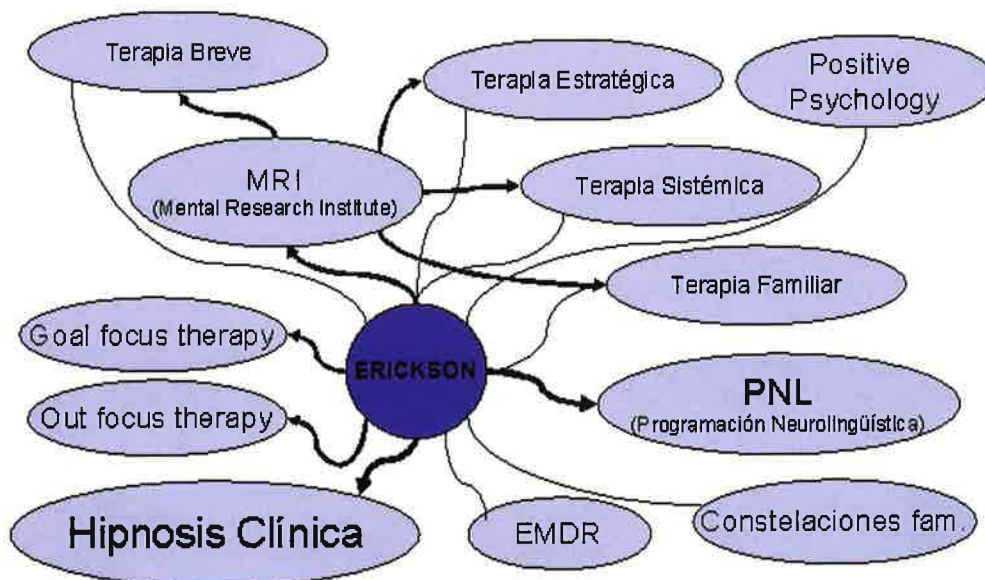 Terapia Breve
Terapia Estratégica
Positive
Psychology
MRI
(Mental Research Institute)
Terapia Sistémica
Terapia Familiar
Goal focus therapy
ERICKSON
PNL
(Programación Neurolingüística)
Out focus therapy
Hipnosis Clínica
EMDR
Constelaciones fam.